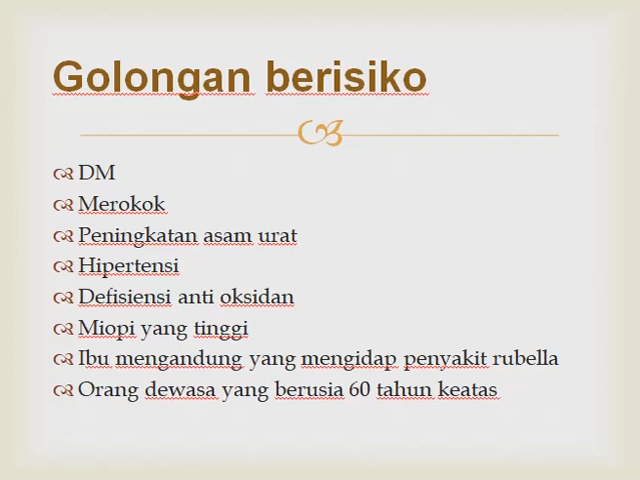 Golongan berisiko
DM
Merokok
Peningkatan asam urat
Hipertensi
Defisiensi anti oksidan
Miopi yang tinggi
Ibu mengandung yang mengidap penyakit rubella
Orang dewasa yang berusia 60 tahun keatas